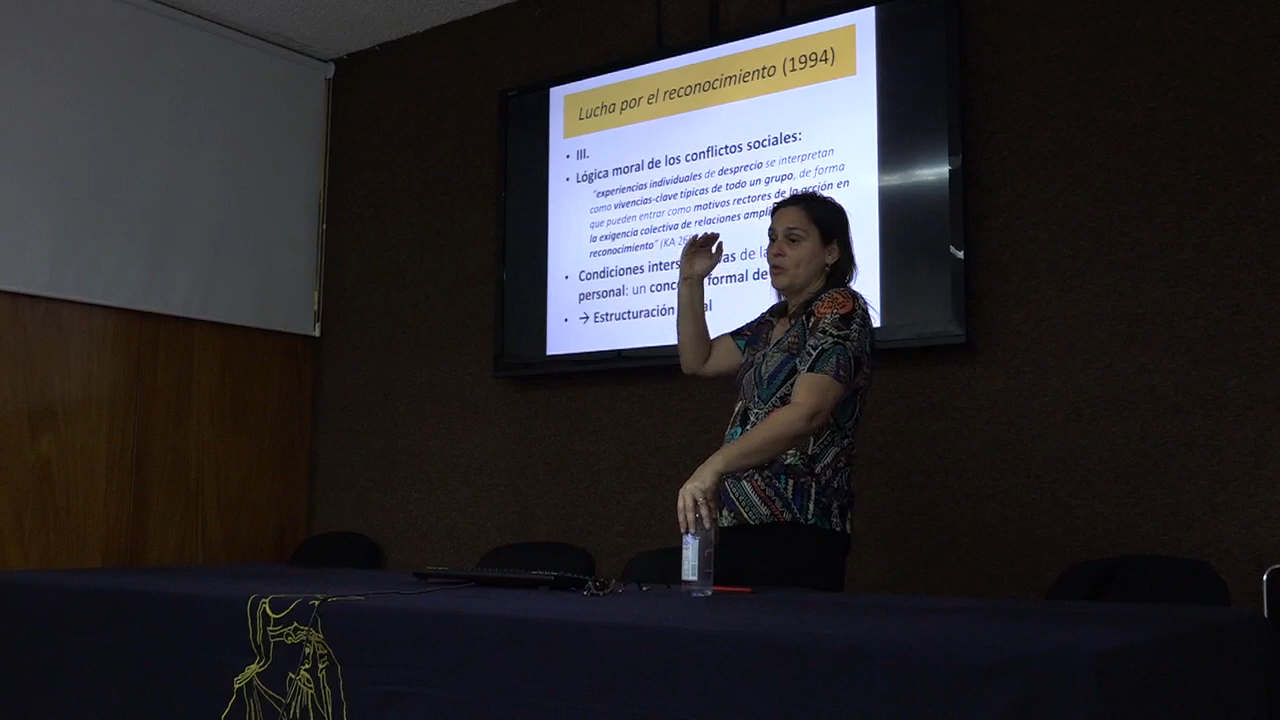 Lucha por el reconocimiento (1994)
• III.
• Lógica moral de los conflictos sociales:
"experiencias individuales de desprecio se interpretan
como vivencias-clave típicas de todo un grupo, de forma
que pueden entrar como motivos rectores de la acción en
la exigencia colectiva de relaciones
reconocimiento" (KA
• Condiciones de
personal: un formal de
• → Estructuración